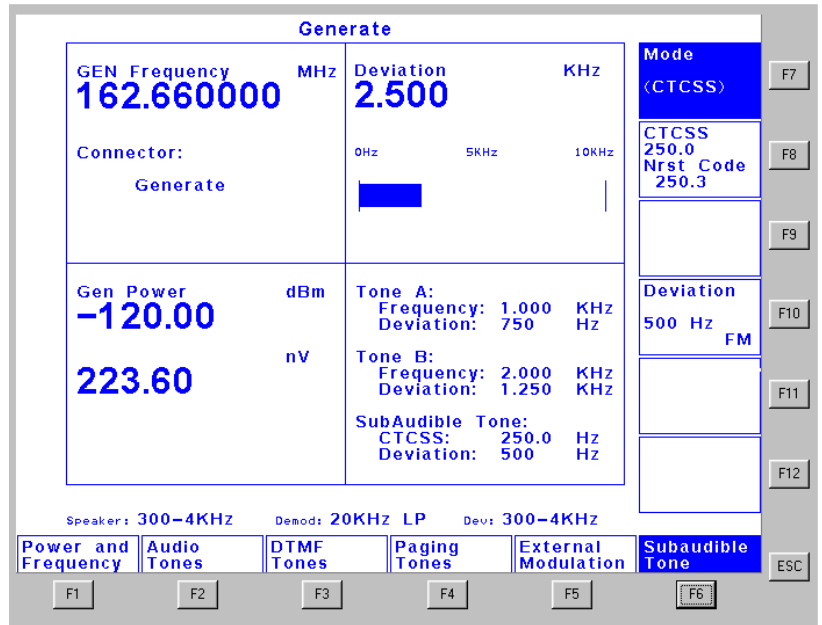 Generate
GEN Frequency MHz
162.660000
Connector:
Generate
Deviation KHz
2.500
0Hz 5KHz 10KHz
Gen Power dBm
−120.00
nV
223.60
Tone A:
Frequency: 1.000 KHz
Deviation: 750 Hz
Tone B:
Frequency: 2.000 KHz
Deviation: 1.250 KHz
SubAudible Tone:
CTCSS: 250.0 Hz
Deviation: 500 Hz
Mode
(CTCSS)
CTCSS
250.0
Nrst Code
250.3
Deviation
500 Hz
FM
F7
F8
F9
F10
F11
F12
ESC
Speaker: 300−4KHz Demod: 20KHz LP Dev: 300−4KHz
Power and Frequency
Audio Tones
DTMF Tones
Paging Tones
External Modulation
Subaudible Tone
F1 F2 F3 F4 F5 F6